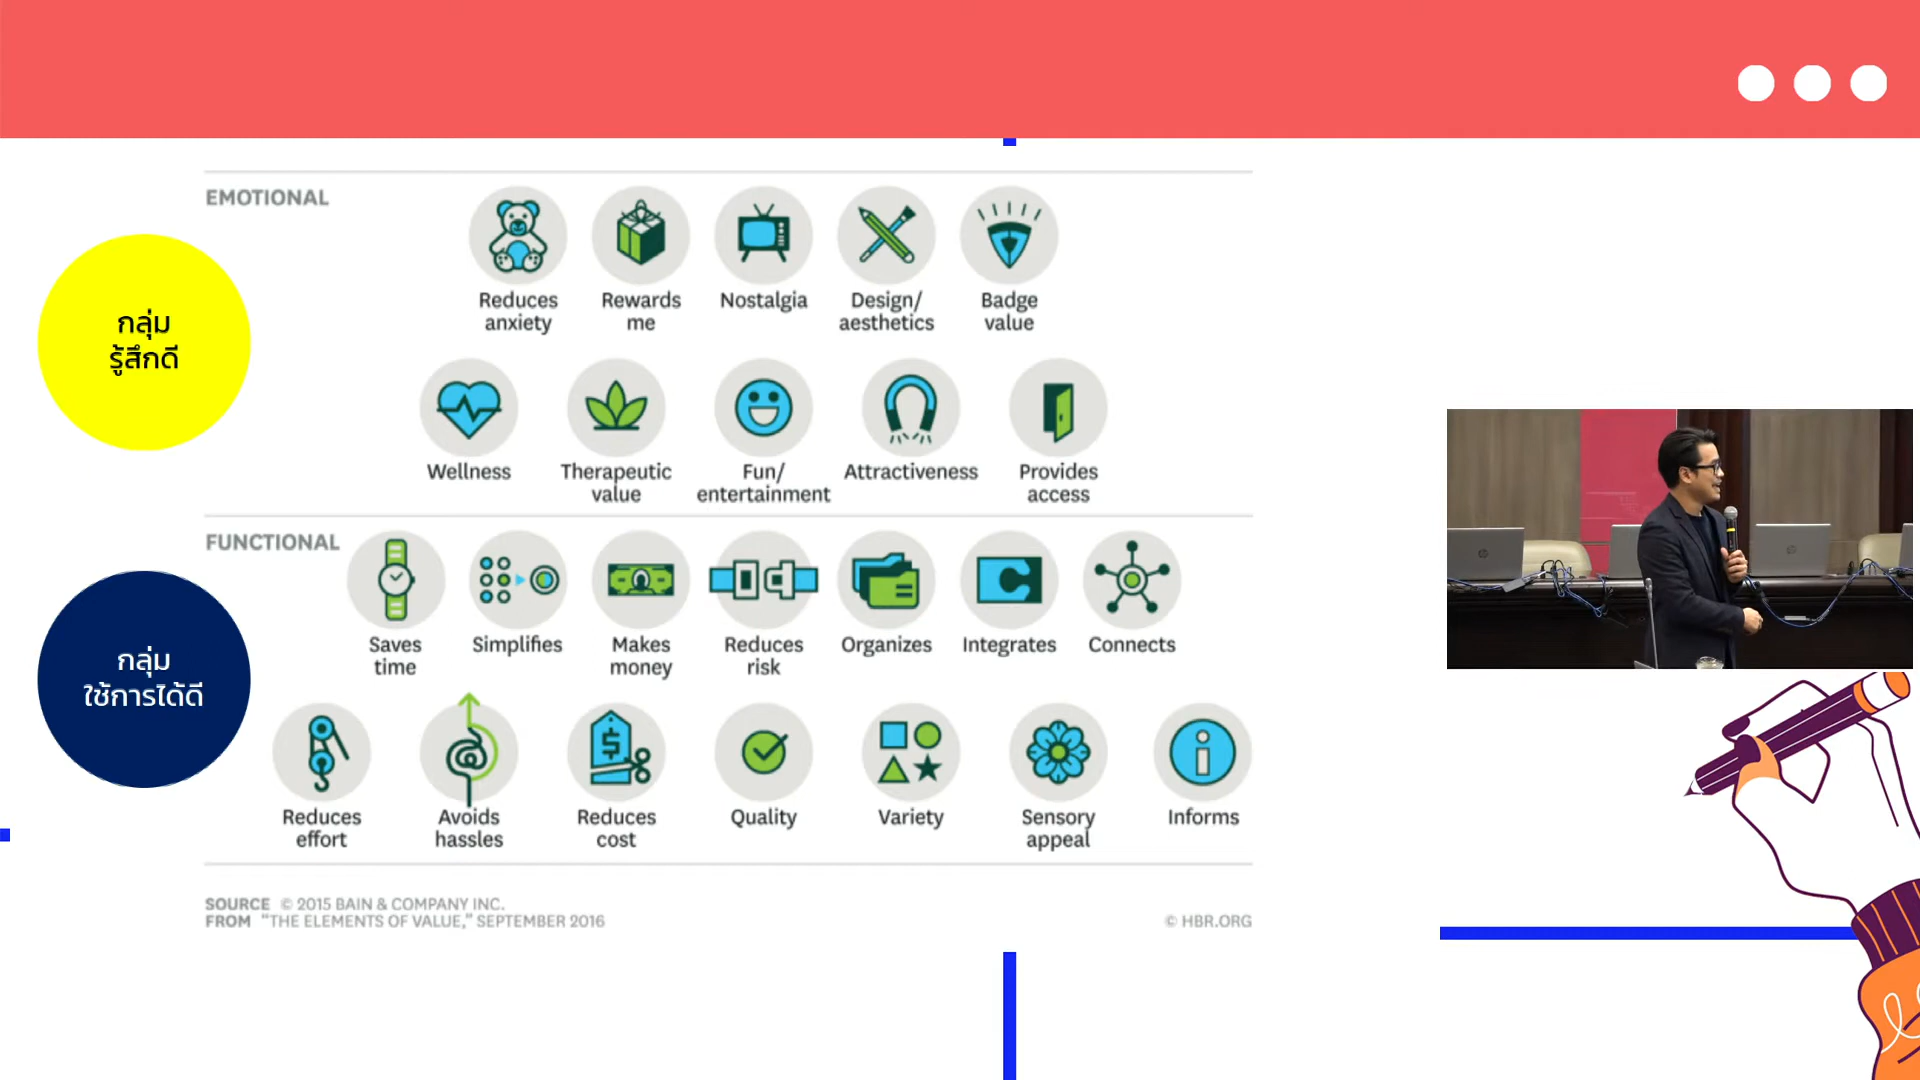 EMOTIONAL
กลุ่ม
รู้สึกดี
Reduces
anxiety
Rewards
me
Nostalgia
Design/
aesthetics
Badge
value
Wellness
Therapeutic
value
Fun/
entertainment
Attractiveness
Provides
access
FUNCTIONAL
กลุ่ม
ใช้การได้ดี
Saves
time
Simplifies
Makes
money
Reduces
risk
Organizes
Integrates
Connects
Reduces
effort
Avoids
hassles
Reduces
cost
Quality
Variety
Sensory
appeal
Informs
SOURCE © 2015 BAIN & COMPANY INC.
FROM "THE ELEMENTS OF VALUE," SEPTEMBER 2016
© HBR.ORG